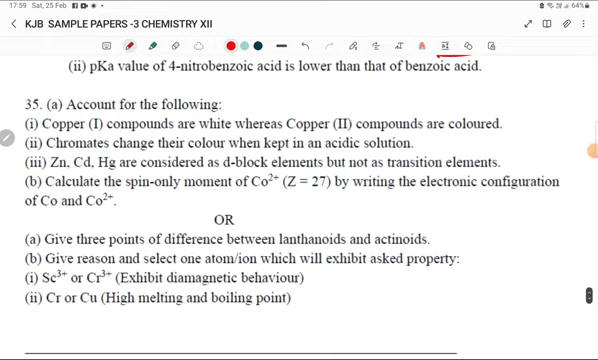 17:59 Sat, 25 Feb
64%
KJB SAMPLE PAPERS -3 CHEMISTRY XII
(ii) pKa value of 4-nitrobenzoic acid is lower than that of benzoic acid.
35. (a) Account for the following:
(i) Copper (I) compounds are white whereas Copper (II) compounds are coloured.
(ii) Chromates change their colour when kept in an acidic solution.
(iii) Zn, Cd, Hg are considered as d-block elements but not as transition elements.
(b) Calculate the spin-only moment of Co²⁺ (Z = 27) by writing the electronic configuration
of Co and Co²⁺.
OR
(a) Give three points of difference between lanthanoids and actinoids.
(b) Give reason and select one atom/ion which will exhibit asked property:
(i) Sc³⁺ or Cr³⁺ (Exhibit diamagnetic behaviour)
(ii) Cr or Cu (High melting and boiling point)